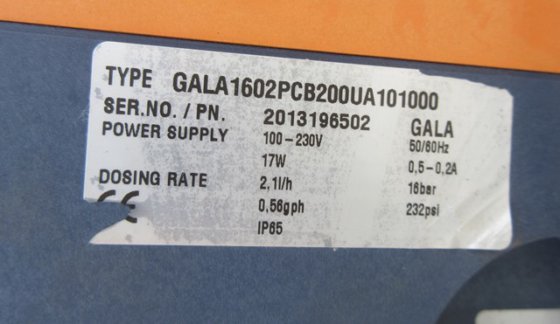 TYPE GALA1602PCB200UA101000
SER.NO. / PN. 2013196502 GALA
POWER SUPPLY 100-230V 50/60Hz
17W 0,5-0,2A
DOSING RATE 2,1l/h 16bar
0,56gph 232psi
CE IP65